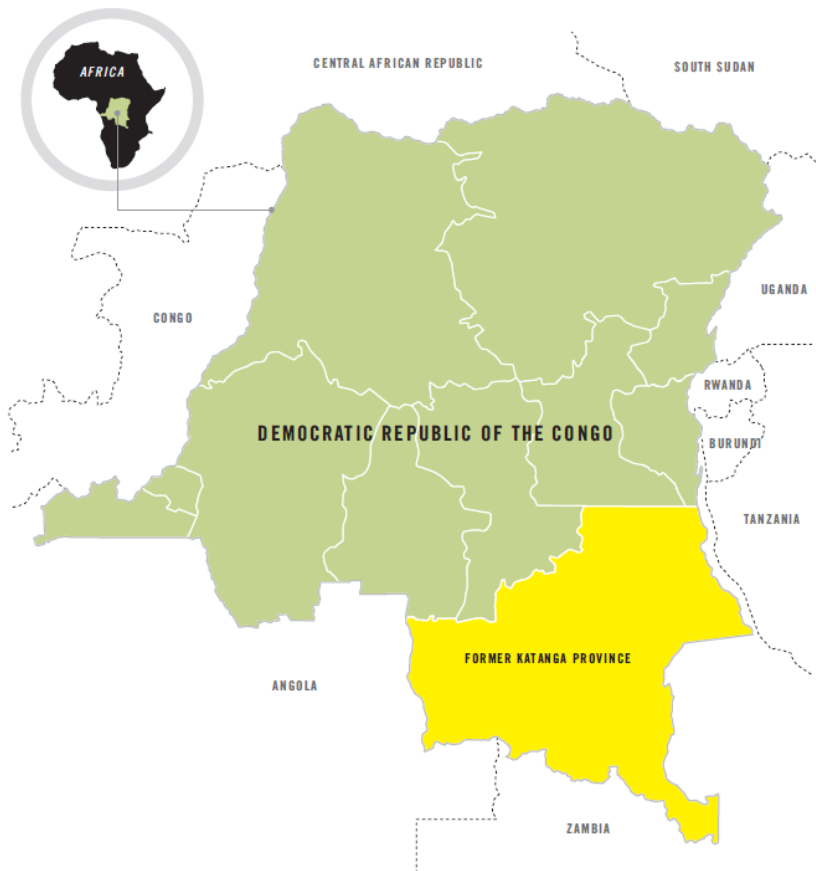 AFRICA
CENTRAL AFRICAN REPUBLIC
SOUTH SUDAN
UGANDA
CONGO
RWANDA
DEMOCRATIC REPUBLIC OF THE CONGO
BURUNDI
TANZANIA
FORMER KATANGA PROVINCE
ANGOLA
ZAMBIA